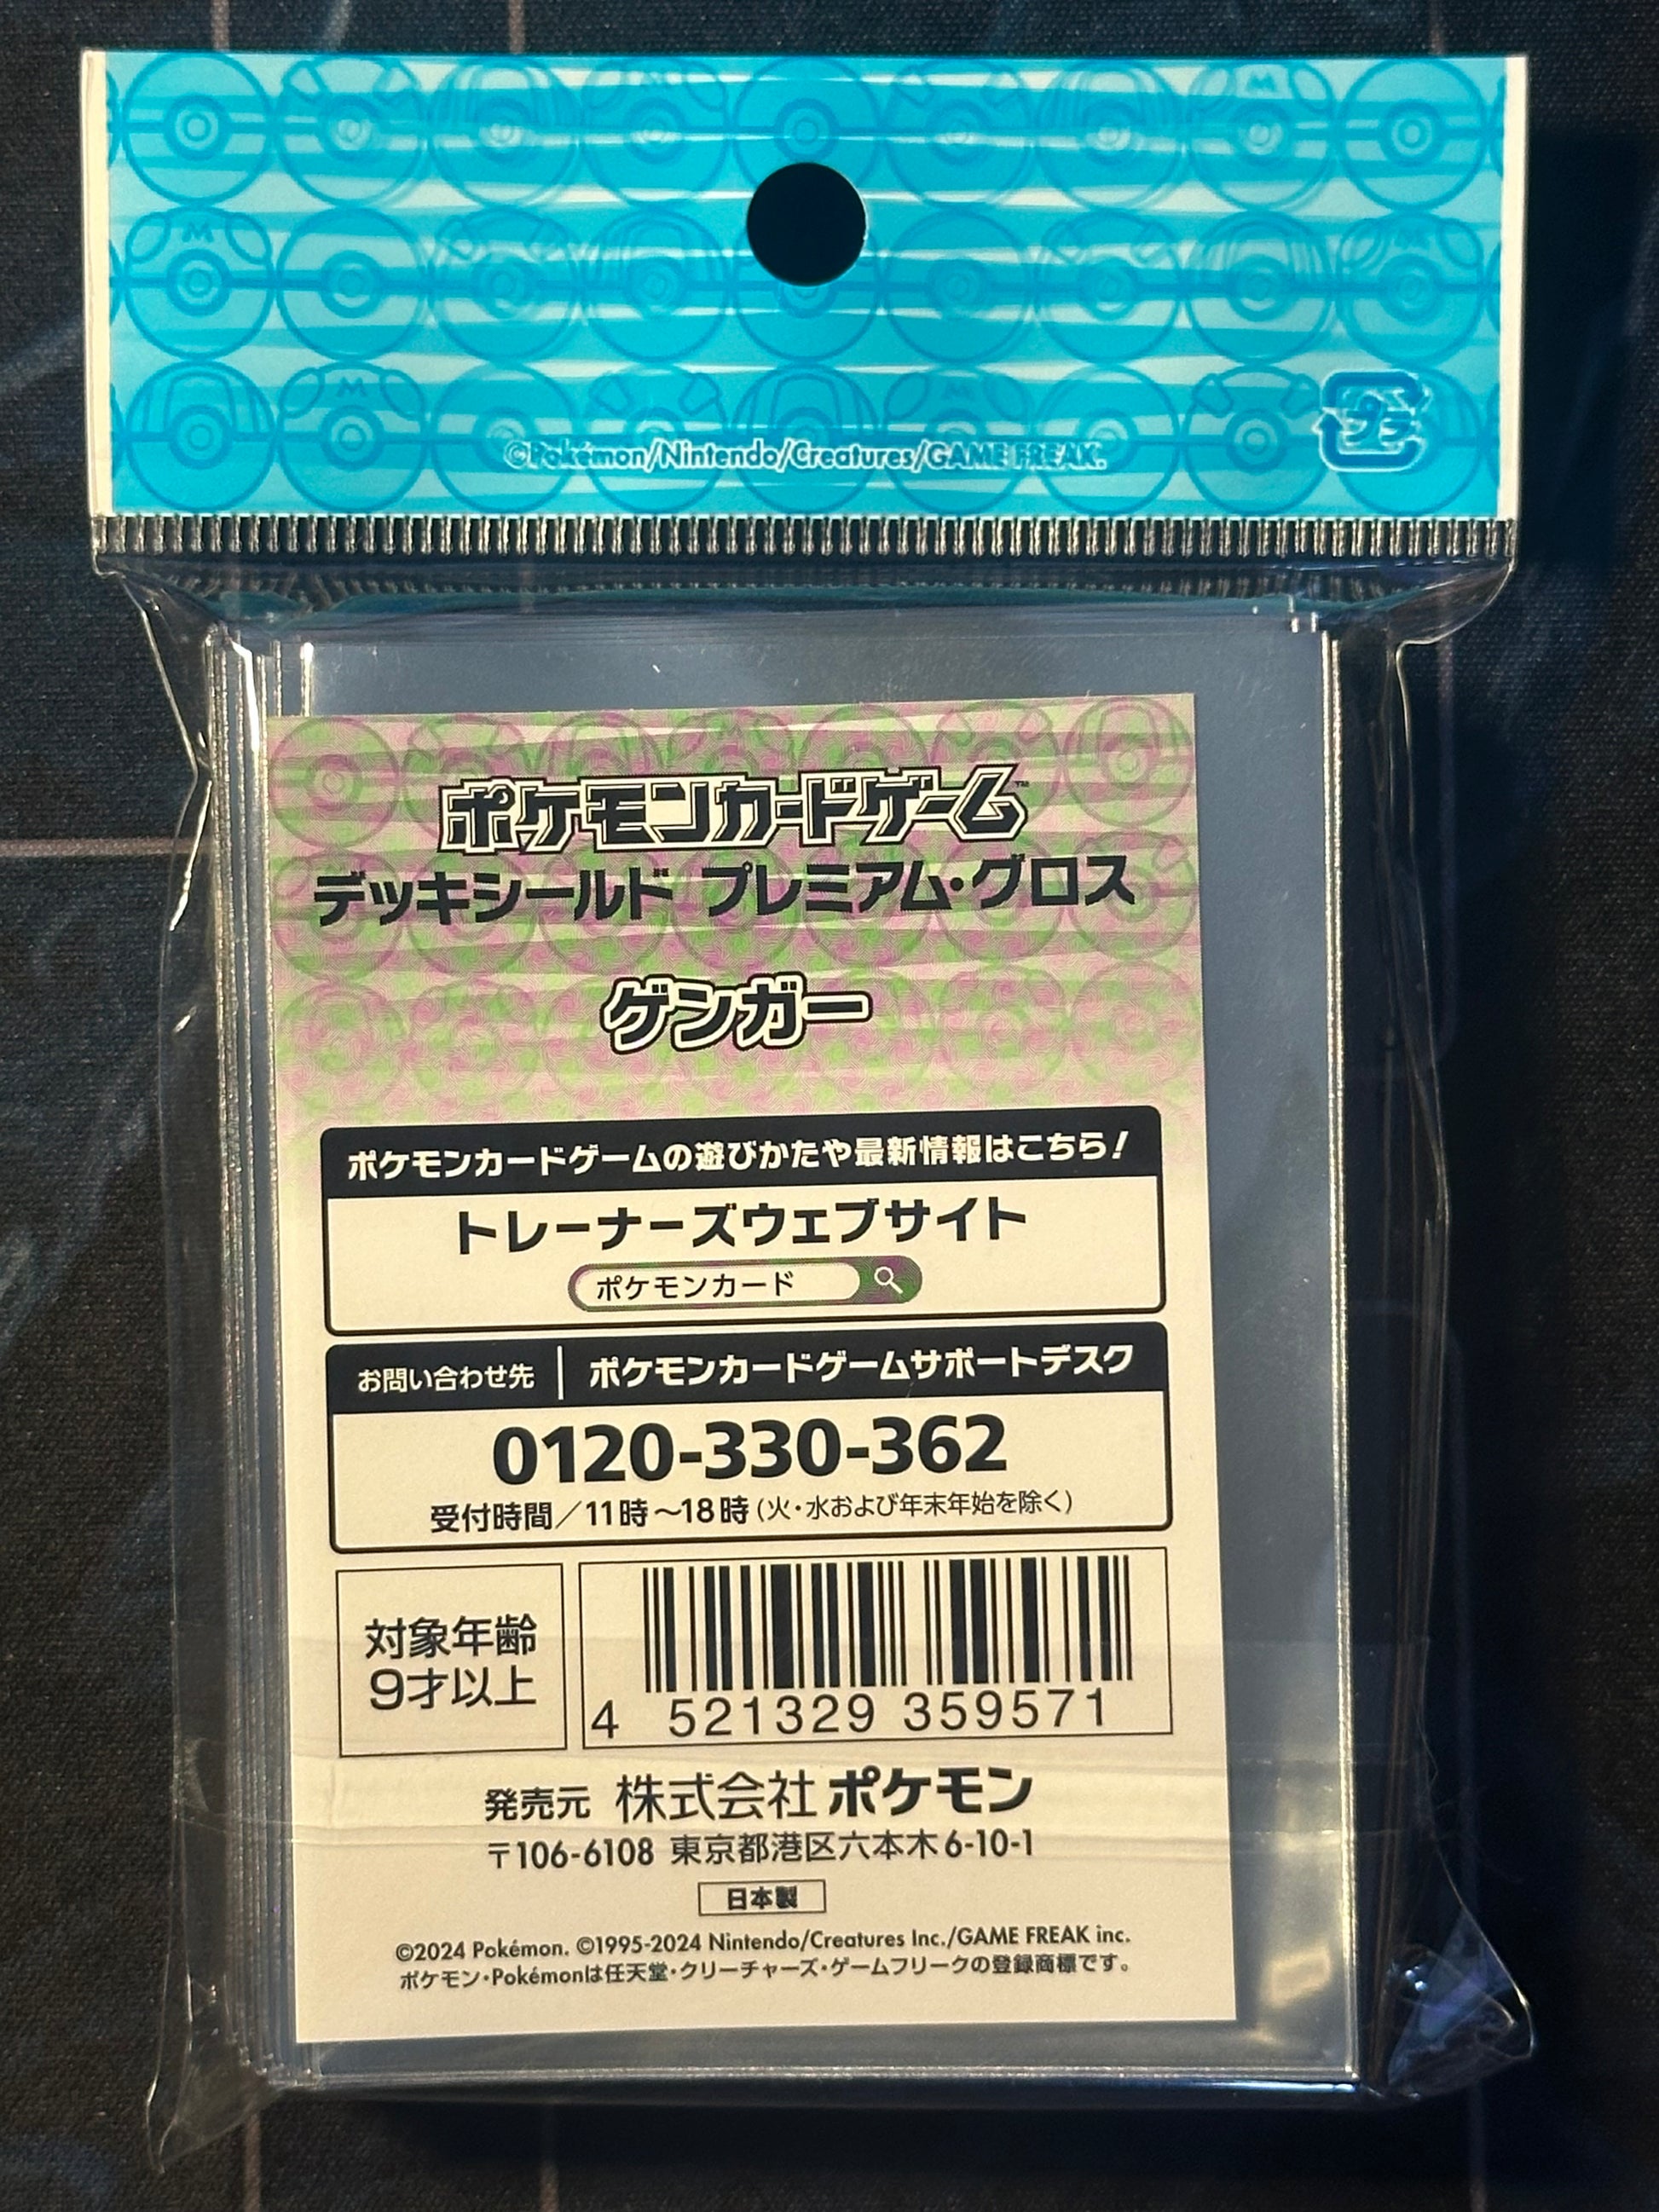 ©Pokémon/Nintendo/Creatures/GAME FREAK.
プラ
ポケモンカードゲーム™
デッキシールド プレミアム・グロス
ゲンガー
ポケモンカードゲームの遊びかたや最新情報はこちら!
トレーナーズウェブサイト
ポケモンカード
お問い合わせ先 ポケモンカードゲームサポートデスク
0120-330-362
受付時間/11時~18時(火・水および年末年始を除く)
対象年齢
9才以上
4 521329 359571
発売元 株式会社ポケモン
〒106-6108 東京都港区六本木6-10-1
日本製
©2024 Pokémon. ©1995-2024 Nintendo/Creatures Inc./GAME FREAK inc.
ポケモン・Pokémonは任天堂・クリーチャーズ・ゲームフリークの登録商標です。